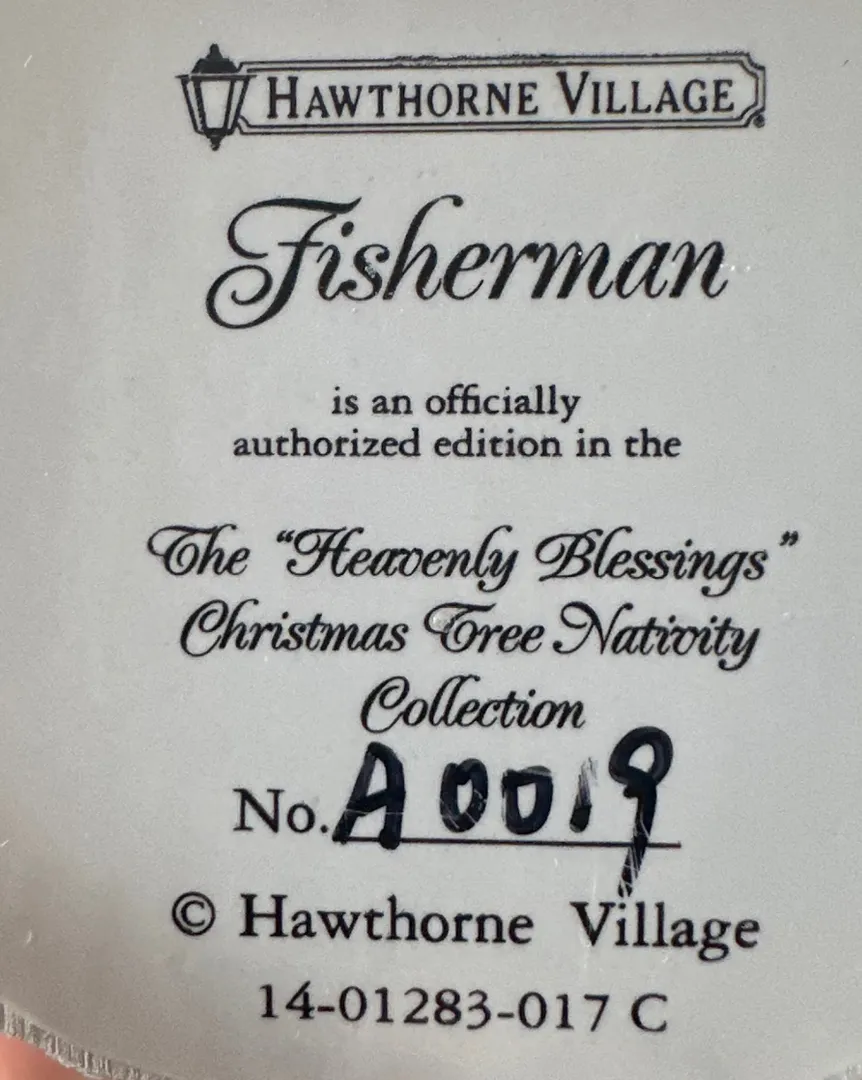 HAWTHORNE VILLAGE
Fisherman
is an officially
authorized edition in the
The "Heavenly Blessings"
Christmas Tree Nativity
Collection
No. A0019
© Hawthorne Village
14-01283-017 C